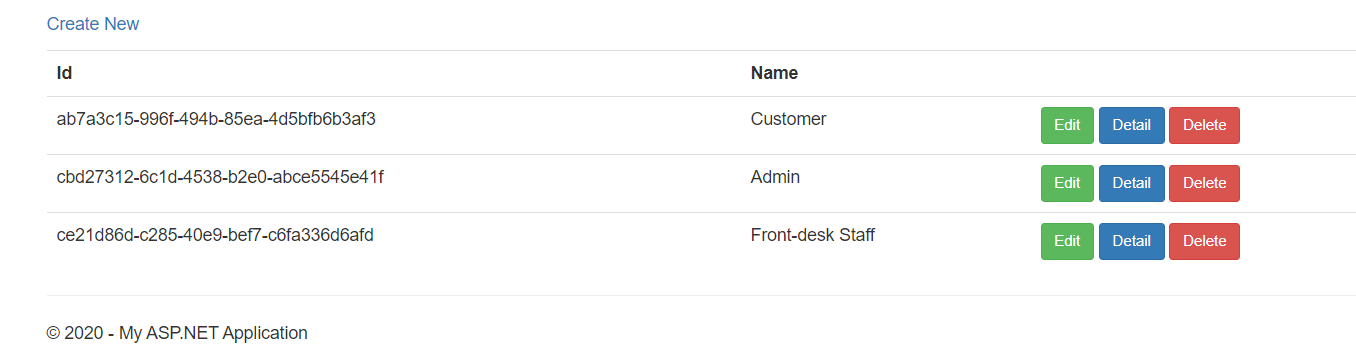 Create New
Id Name
ab7a3c15-996f-494b-85ea-4d5bfb6b3af3 Customer Edit Detail Delete
cbd27312-6c1d-4538-b2e0-abce5545e41f Admin Edit Detail Delete
ce21d86d-c285-40e9-bef7-c6fa336d6afd Front-desk Staff Edit Detail Delete
© 2020 - My ASP.NET Application